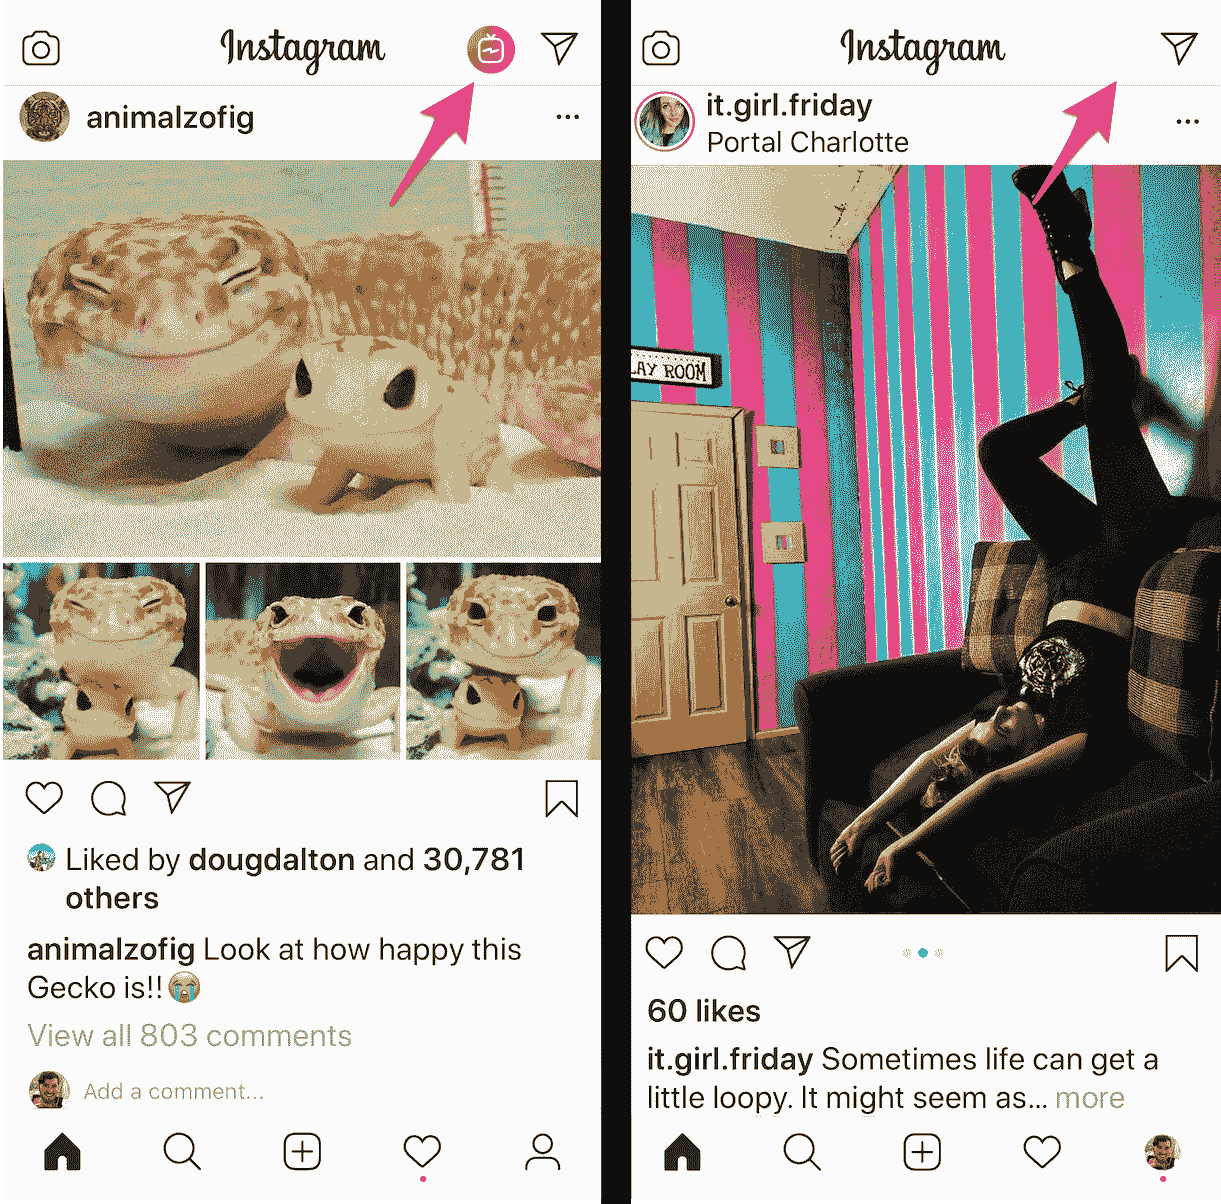 Instagram
animalzofig
Liked by dougdalton and 30,781
others
animalzofig Look at how happy this
Gecko is!!😭
View all 803 comments
Add a comment...
Instagram
it.girl.friday
Portal Charlotte
LAY ROOM
60 likes
it.girl.friday Sometimes life can get a
little loopy. It might seem as... more